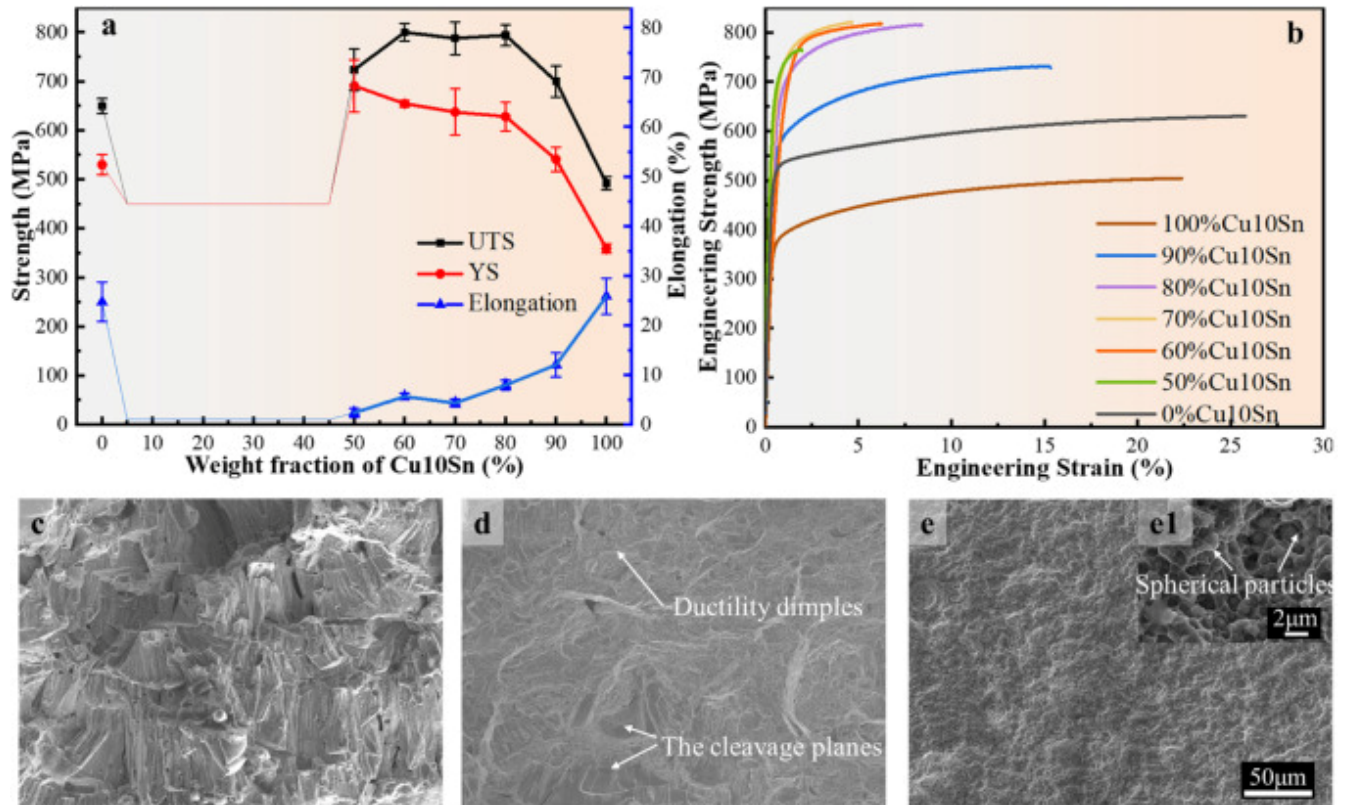 a
800
700
600
500
400
300
200
100
0
Strength (MPa)
80
70
60
50
40
30
20
10
0
Elongation (%)
UTS
YS
Elongation
0 10 20 30 40 50 60 70 80 90 100
Weight fraction of Cu10Sn (%)
b
800
700
600
500
400
300
200
100
0
Engineering Strength (MPa)
100%Cu10Sn
90%Cu10Sn
80%Cu10Sn
70%Cu10Sn
60%Cu10Sn
50%Cu10Sn
0%Cu10Sn
0 5 10 15 20 25 30
Engineering Strain (%)
c
d
Ductility dimples
The cleavage planes
e
e1
Spherical particles
2μm
50μm